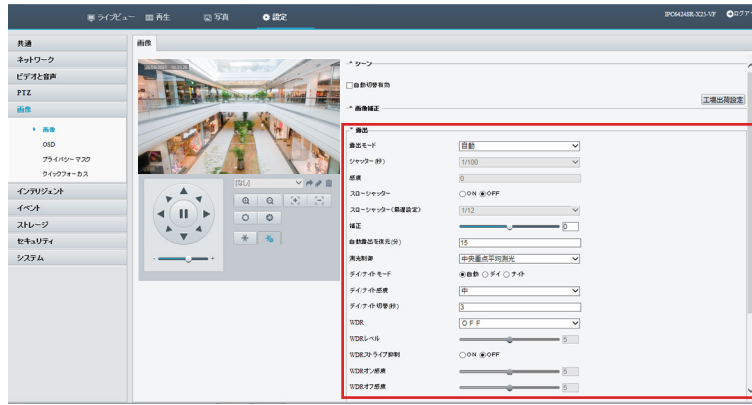 ライブビュー 再生 写真 設定 IPC6424SR-X25-VF
共通
ネットワーク
ビデオと音声
PTZ
画像
画像
OSD
プライバシーマスク
クイックフォーカス
インテリジェント
イベント
ストレージ
セキュリティ
システム
画像
[なし]
シーン
自動切替有効
工場出荷設定
画像補正
露出
露出モード 自動
シャッター(秒) 1/100
感度 0
スローシャッター ON OFF
スローシャッター(最遅設定) 1/12
補正 0
自動露出を復元(分) 15
測光制御 中央重点平均測光
デイ/ナイトモード 自動 デイ ナイト
デイ/ナイト感度 中
デイ/ナイト切替(秒) 3
WDR OFF
WDRレベル 5
WDRストライプ抑制 ON OFF
WDRオン感度 5
WDRオフ感度 5